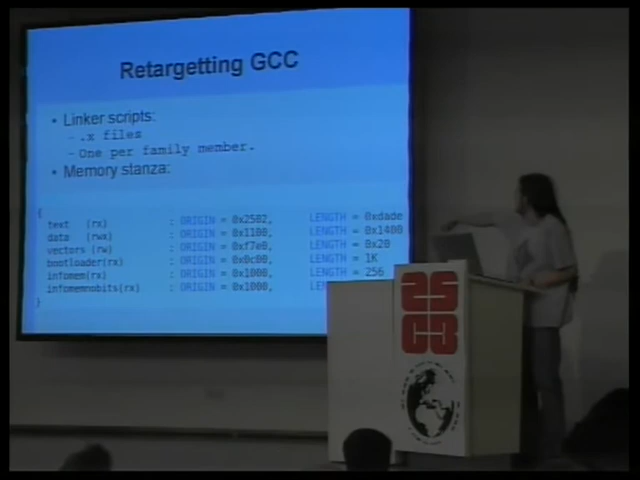 Retargetting GCC
• Linker scripts:
– .x files
– One per family member.
• Memory stanza:
{
text (rx) : ORIGIN = 0x2502, LENGTH = 0xdade
data (rwx) : ORIGIN = 0x1100, LENGTH = 0x1400
vectors (rw) : ORIGIN = 0xf7e0, LENGTH = 0x20
bootloader(rx) : ORIGIN = 0x0c00, LENGTH = 1K
infomem(rx) : ORIGIN = 0x1000, LENGTH = 256
infomemnobits(rx) : ORIGIN = 0x1000,
}
25
C3